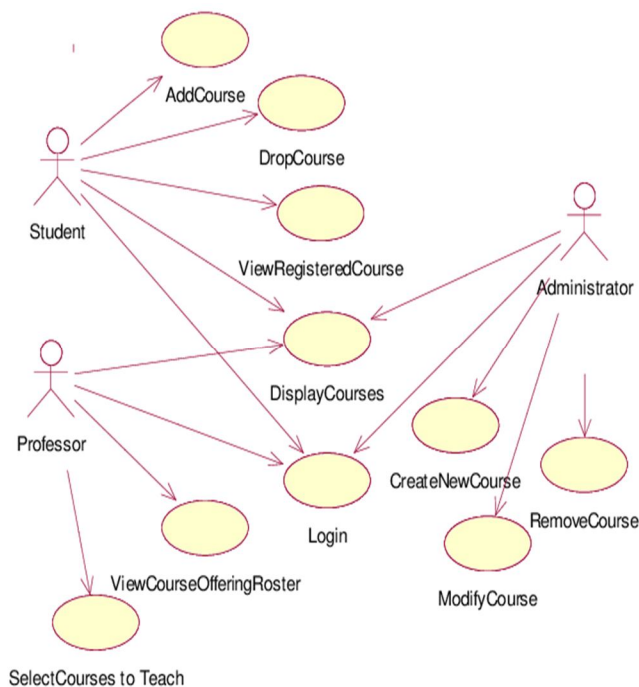 AddCourse
DropCourse
Student
ViewRegisteredCourse
Administrator
DisplayCourses
Professor
CreateNewCourse
RemoveCourse
Login
ViewCourseOfferingRoster
ModifyCourse
SelectCourses to Teach